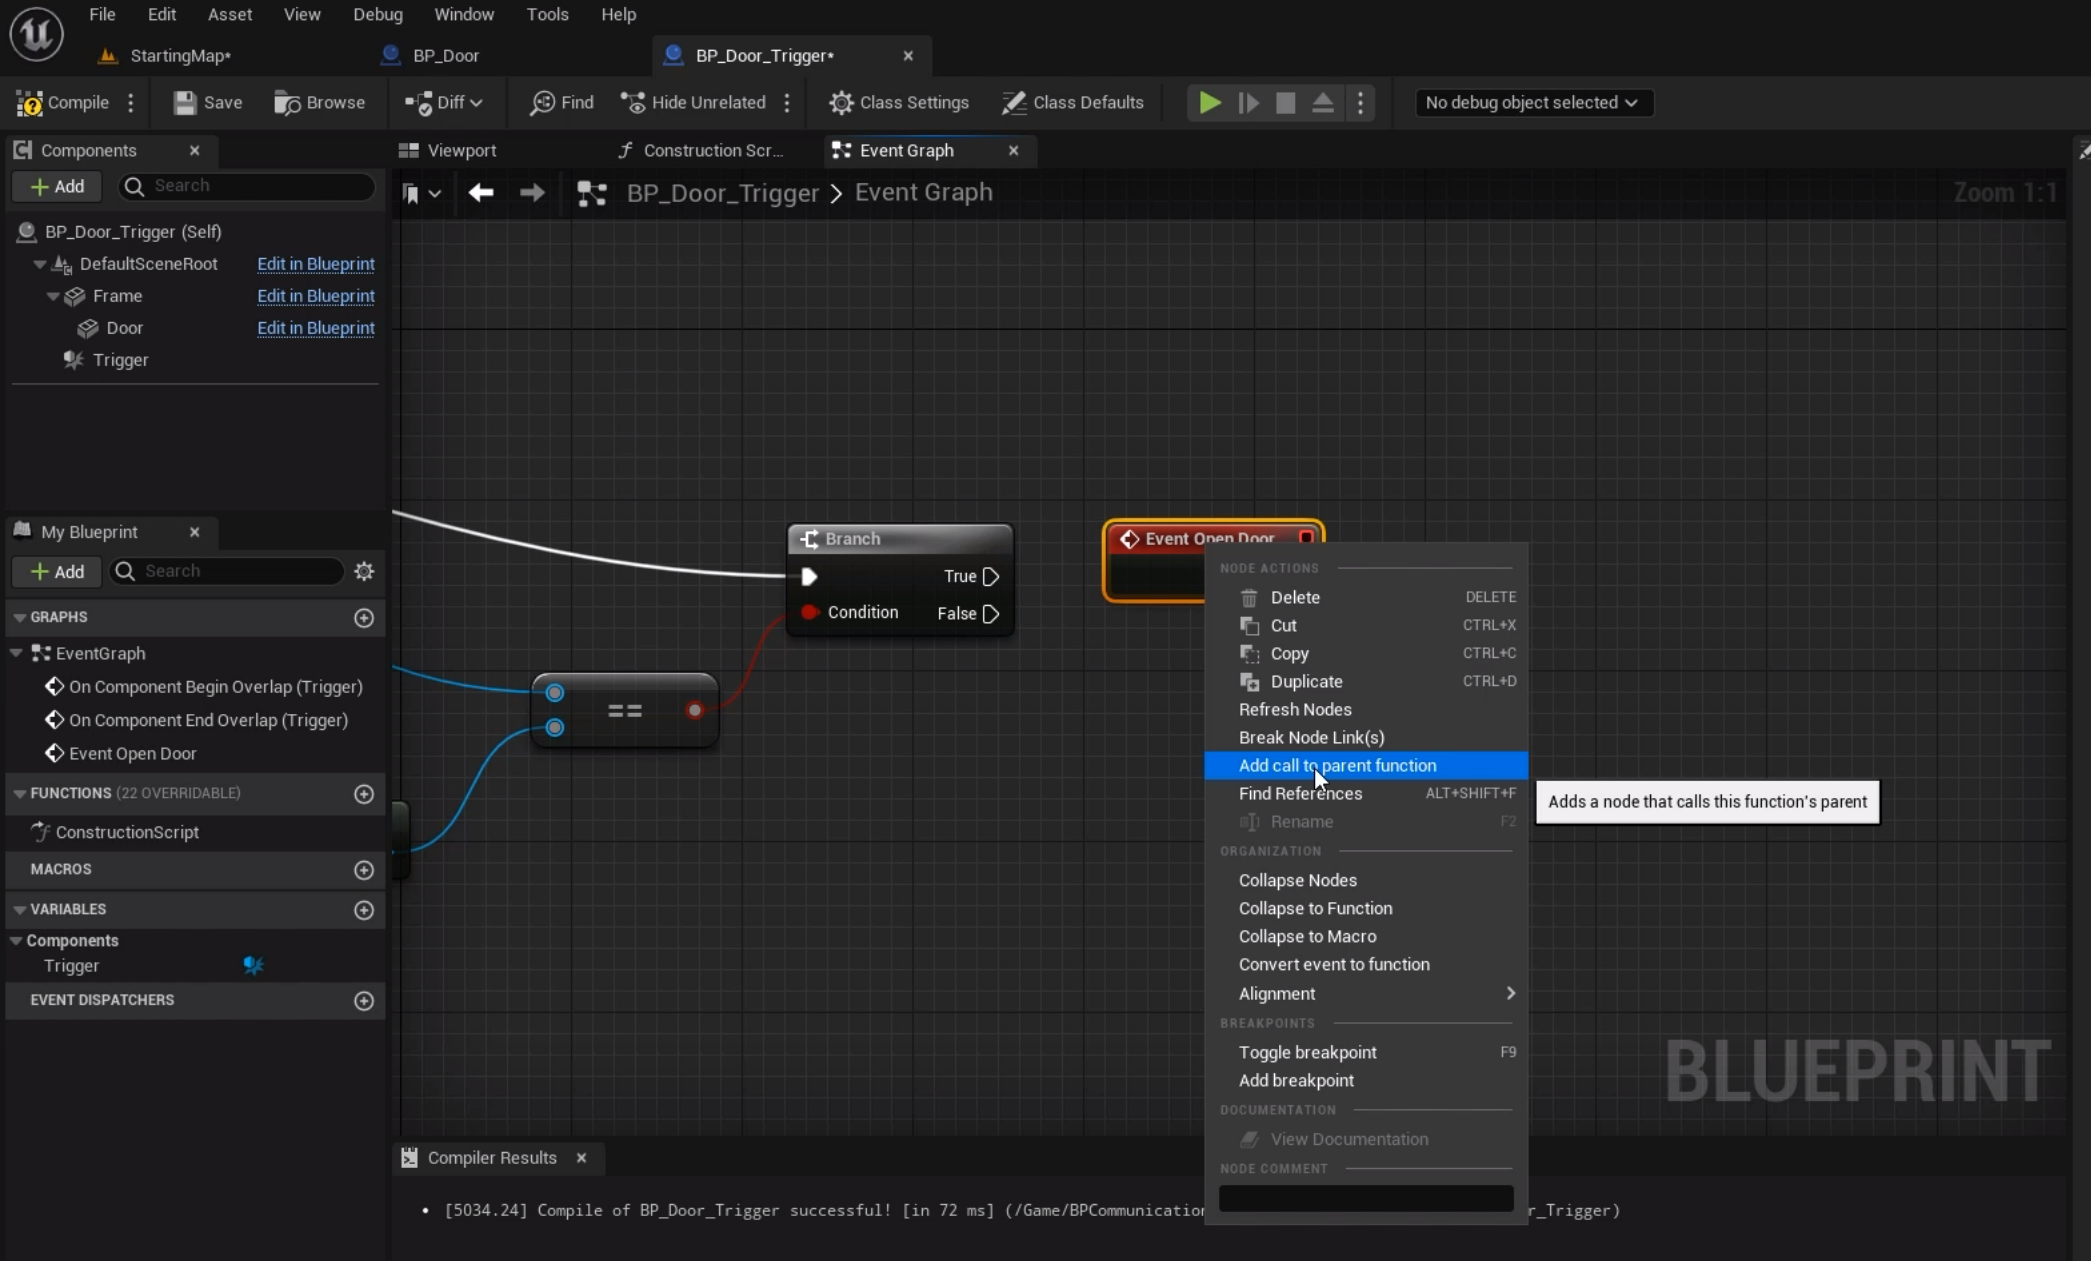 File Edit Asset View Debug Window Tools Help
StartingMap* BP_Door BP_Door_Trigger*
Compile Save Browse Diff Find Hide Unrelated Class Settings Class Defaults No debug object selected
Components
Add Search
BP_Door_Trigger (Self)
DefaultSceneRoot Edit in Blueprint
Frame Edit in Blueprint
Door Edit in Blueprint
Trigger
My Blueprint
Add Search
GRAPHS
EventGraph
On Component Begin Overlap (Trigger)
On Component End Overlap (Trigger)
Event Open Door
FUNCTIONS (22 OVERRIDABLE)
ConstructionScript
MACROS
VARIABLES
Components
Trigger
EVENT DISPATCHERS
Viewport Construction Scr... Event Graph
BP_Door_Trigger > Event Graph Zoom 1:1
Branch
True
Condition False
==
Event Open Door
NODE ACTIONS
Delete DELETE
Cut CTRL+X
Copy CTRL+C
Duplicate CTRL+D
Refresh Nodes
Break Node Link(s)
Add call to parent function
Find References ALT+SHIFT+F
Rename F2
ORGANIZATION
Collapse Nodes
Collapse to Function
Collapse to Macro
Convert event to function
Alignment
BREAKPOINTS
Toggle breakpoint F9
Add breakpoint
DOCUMENTATION
View Documentation
NODE COMMENT
Adds a node that calls this function's parent
BLUEPRINT
Compiler Results
• [5034.24] Compile of BP_Door_Trigger successful! [in 72 ms] (/Game/BPCommunication r_Trigger)